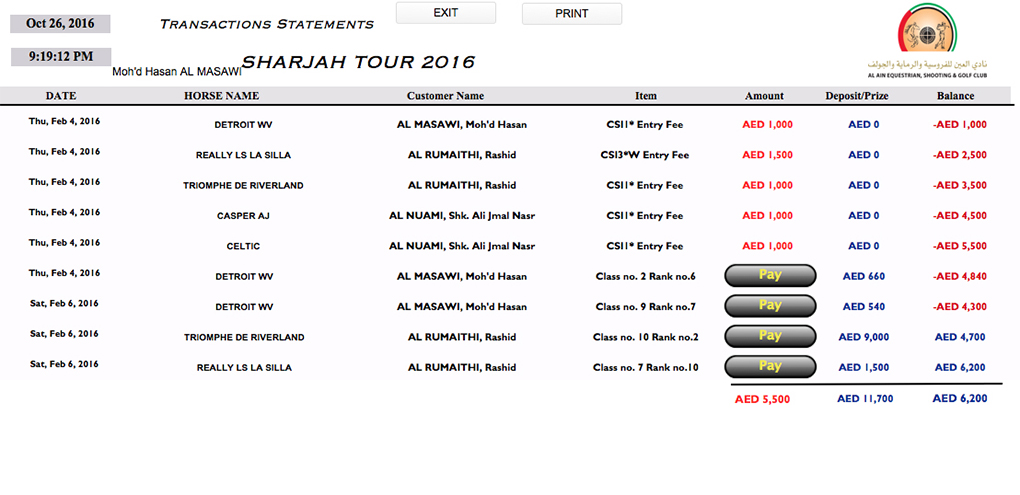 Oct 26, 2016
TRANSACTIONS STATEMENTS
EXIT
PRINT
9:19:12 PM
Moh'd Hasan AL MASAWI
SHARJAH TOUR 2016
نادي العين للفروسية والرماية والجولف
AL AIN EQUESTRIAN, SHOOTING & GOLF CLUB
DATE HORSE NAME Customer Name Item Amount Deposit/Prize Balance
Thu, Feb 4, 2016 DETROIT WV AL MASAWI, Moh'd Hasan CSI1* Entry Fee AED 1,000 AED 0 -AED 1,000
Thu, Feb 4, 2016 REALLY LS LA SILLA AL RUMAITHI, Rashid CSI3*W Entry Fee AED 1,500 AED 0 -AED 2,500
Thu, Feb 4, 2016 TRIOMPHE DE RIVERLAND AL RUMAITHI, Rashid CSI1* Entry Fee AED 1,000 AED 0 -AED 3,500
Thu, Feb 4, 2016 CASPER AJ AL NUAMI, Shk. Ali Jmal Nasr CSI1* Entry Fee AED 1,000 AED 0 -AED 4,500
Thu, Feb 4, 2016 CELTIC AL NUAMI, Shk. Ali Jmal Nasr CSI1* Entry Fee AED 1,000 AED 0 -AED 5,500
Thu, Feb 4, 2016 DETROIT WV AL MASAWI, Moh'd Hasan Class no. 2 Rank no.6 Pay AED 660 -AED 4,840
Sat, Feb 6, 2016 DETROIT WV AL MASAWI, Moh'd Hasan Class no. 9 Rank no.7 Pay AED 540 -AED 4,300
Sat, Feb 6, 2016 TRIOMPHE DE RIVERLAND AL RUMAITHI, Rashid Class no. 10 Rank no.2 Pay AED 9,000 AED 4,700
Sat, Feb 6, 2016 REALLY LS LA SILLA AL RUMAITHI, Rashid Class no. 7 Rank no.10 Pay AED 1,500 AED 6,200
AED 5,500 AED 11,700 AED 6,200